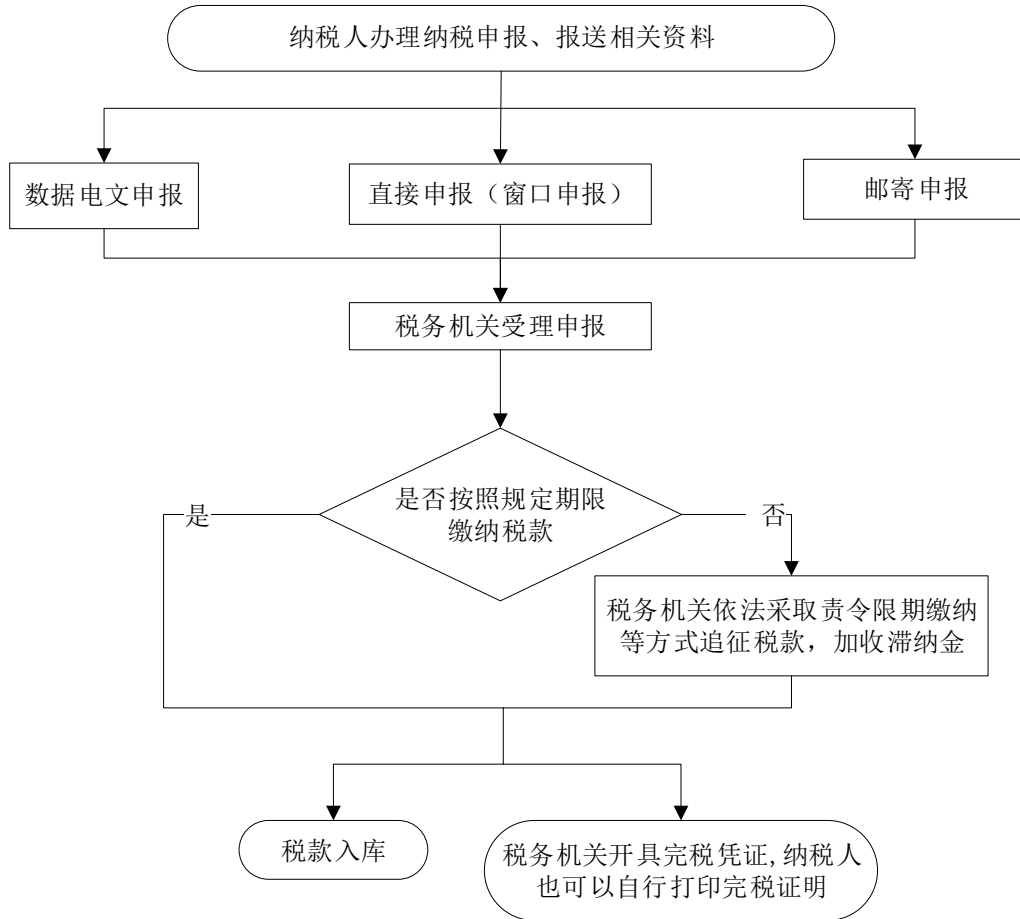 纳税人办理纳税申报、报送相关资料
数据电文申报
直接申报（窗口申报）
邮寄申报
税务机关受理申报
是否按照规定期限
缴纳税款
是
否
税务机关依法采取责令限期缴纳
等方式追征税款，加收滞纳金
税款入库
税务机关开具完税凭证,纳税人
也可以自行打印完税证明